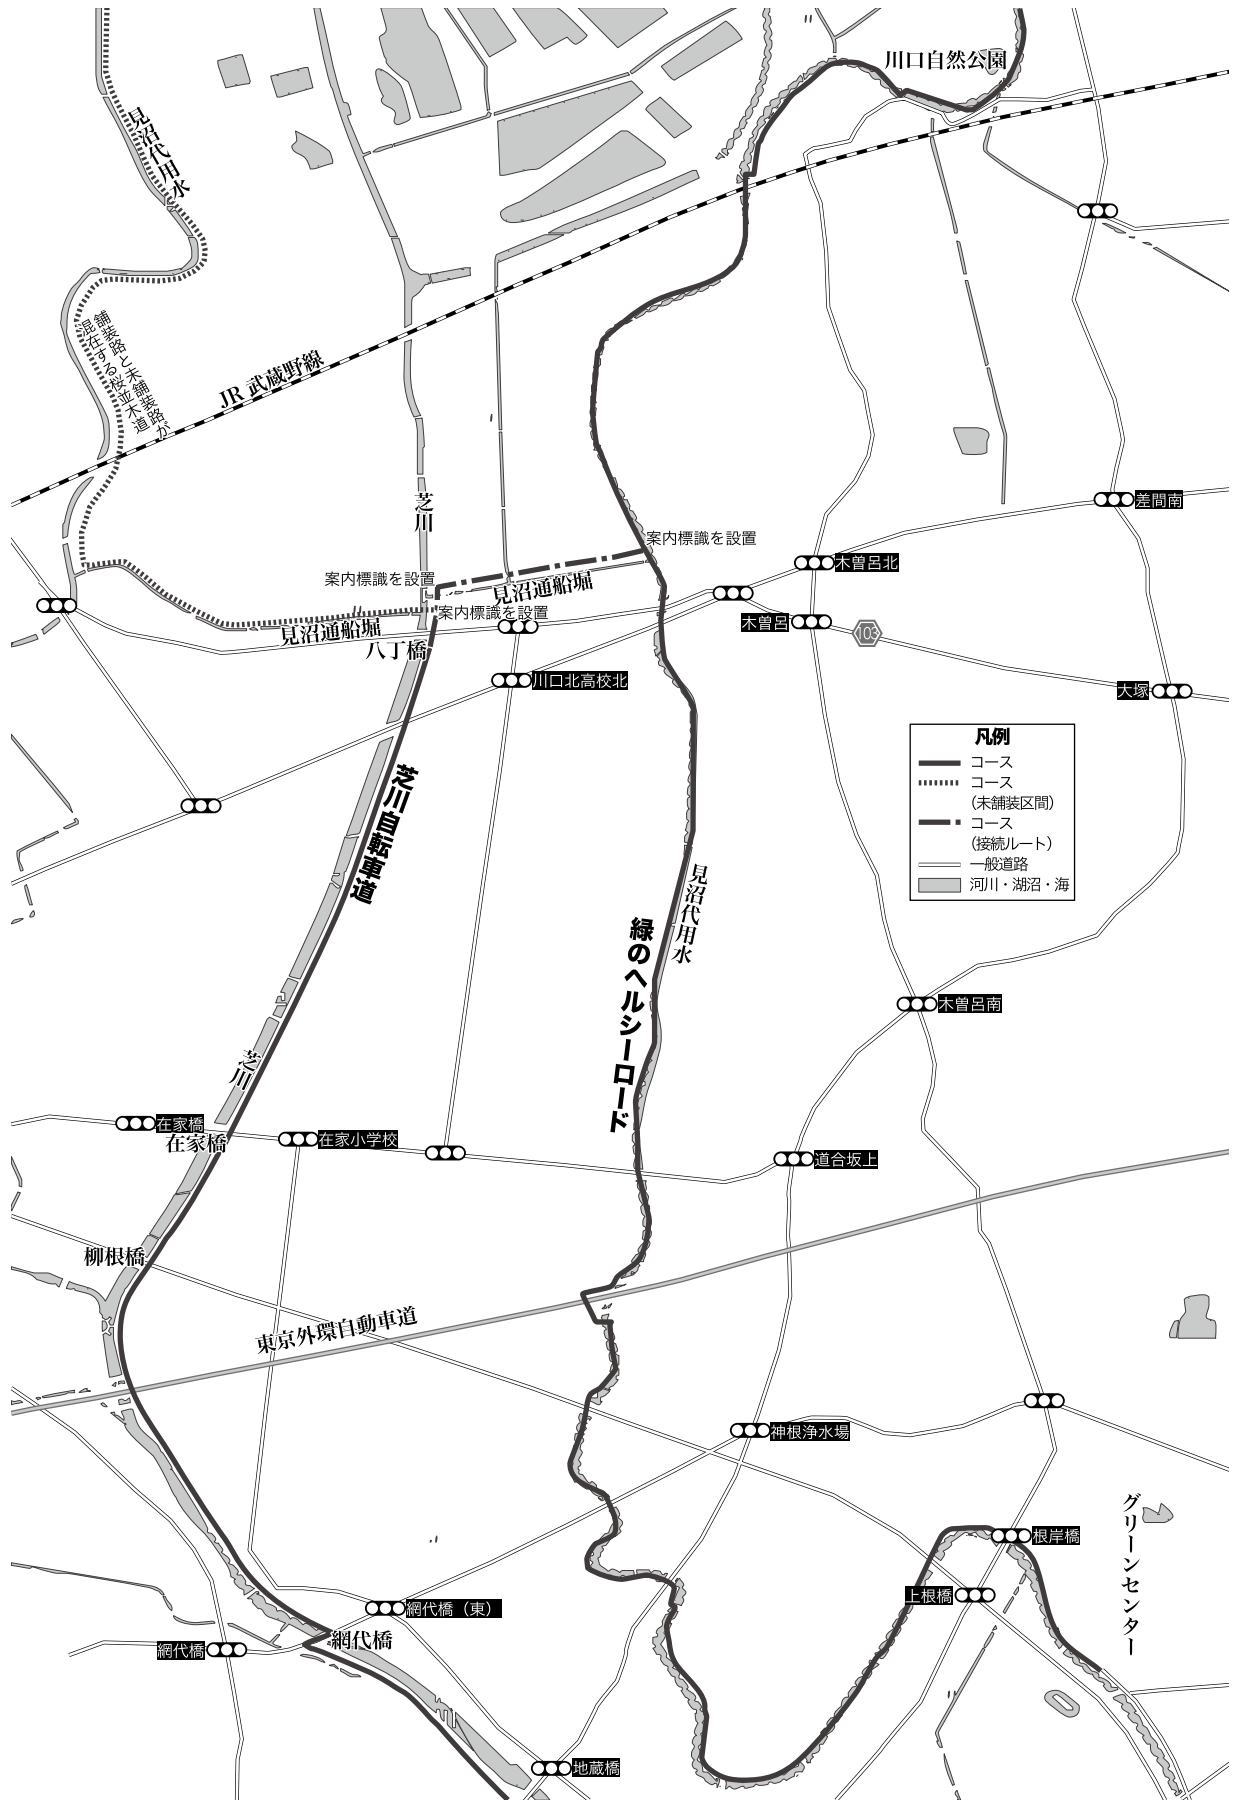 川口自然公園
見沼代用水
舗装路と未舗装路が
混在する桜並木道
JR 武蔵野線
芝川
案内標識を設置
差間南
木曽呂北
案内標識を設置
見沼通船堀
案内標識を設置
木曽呂
103
見沼通船堀
八丁橋
川口北高校北
大塚
凡例
コース
コース
（未舗装区間）
コース
（接続ルート）
一般道路
河川・湖沼・海
芝川自転車道
見沼代用水
緑のヘルシーロード
木曽呂南
芝川
在家橋
在家橋
在家小学校
道合坂上
柳根橋
東京外環自動車道
神根浄水場
グリーンセンター
根岸橋
上根橋
網代橋（東）
網代橋
網代橋
地蔵橋